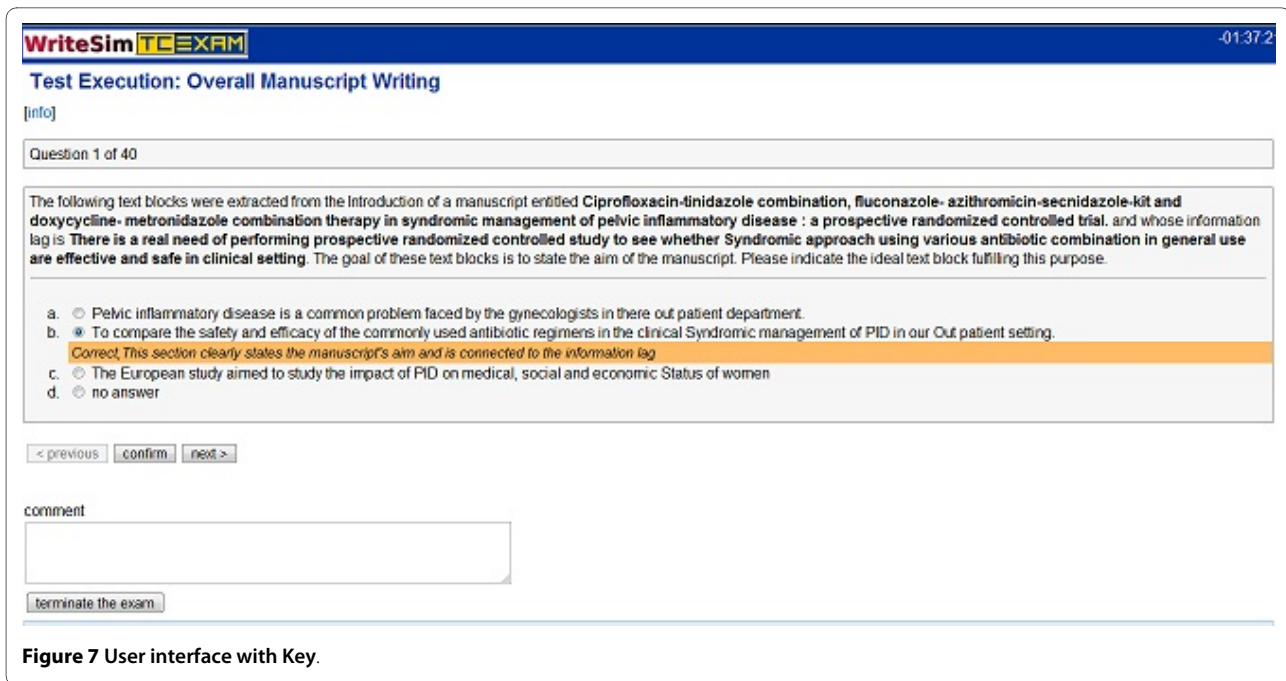 WriteSim TCEXAM
-01:37:2
Test Execution: Overall Manuscript Writing
[info]
Question 1 of 40
The following text blocks were extracted from the Introduction of a manuscript entitled Ciprofloxacin-tinidazole combination, fluconazole- azithromicin-secnidazole-kit and
doxycycline- metronidazole combination therapy in syndromic management of pelvic inflammatory disease : a prospective randomized controlled trial. and whose information
lag is There is a real need of performing prospective randomized controlled study to see whether Syndromic approach using various antibiotic combination in general use
are effective and safe in clinical setting. The goal of these text blocks is to state the aim of the manuscript. Please indicate the ideal text block fulfilling this purpose.
a. Pelvic inflammatory disease is a common problem faced by the gynecologists in there out patient department.
b. To compare the safety and efficacy of the commonly used antibiotic regimens in the clinical Syndromic management of PID in our Out patient setting.
Correct, This section clearly states the manuscript's aim and is connected to the information lag
c. The European study aimed to study the impact of PID on medical, social and economic Status of women
d. no answer
< previous confirm next >
comment
terminate the exam
Figure 7 User interface with Key.